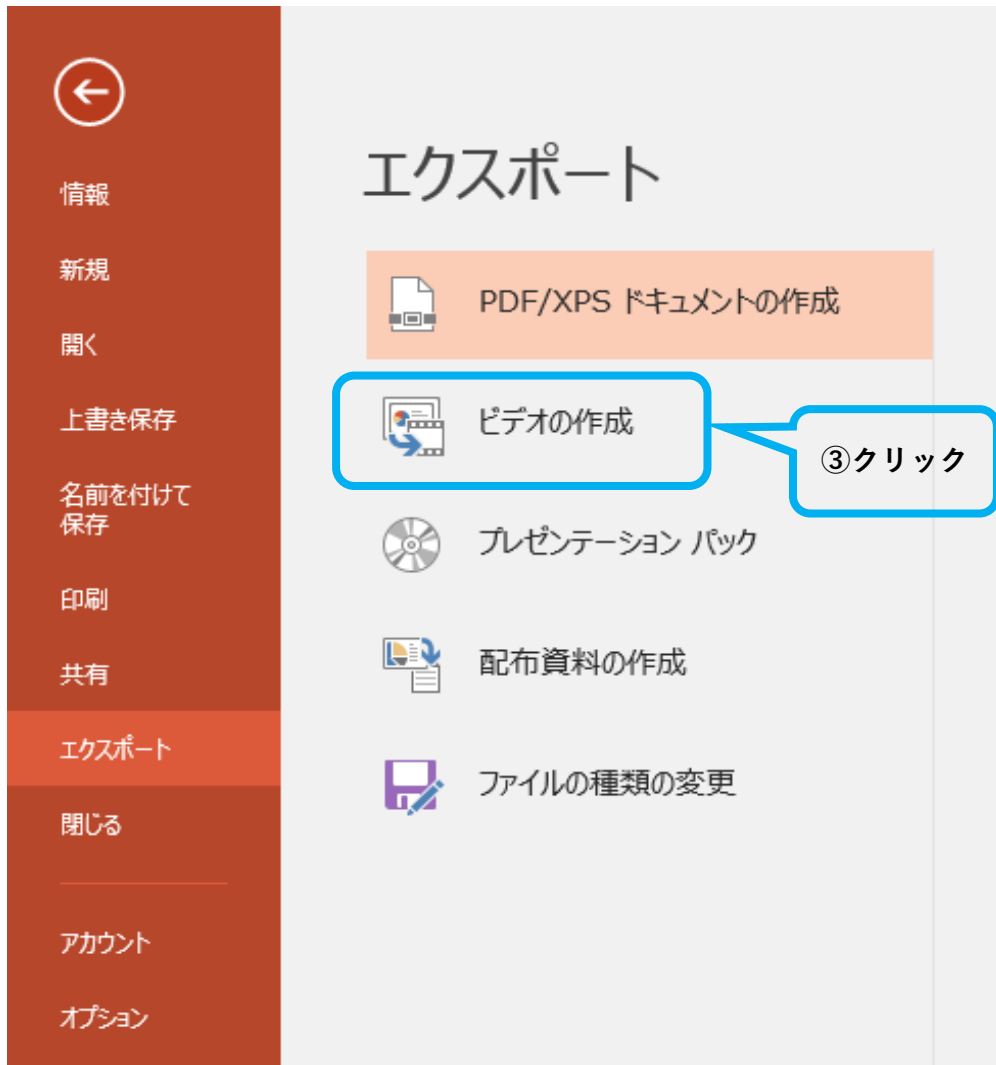 情報
新規
開く
上書き保存
名前を付けて
保存
印刷
共有
エクスポート
閉じる
アカウント
オプション
エクスポート
PDF/XPS ドキュメントの作成
ビデオの作成
③クリック
プレゼンテーション パック
配布資料の作成
ファイルの種類の変更